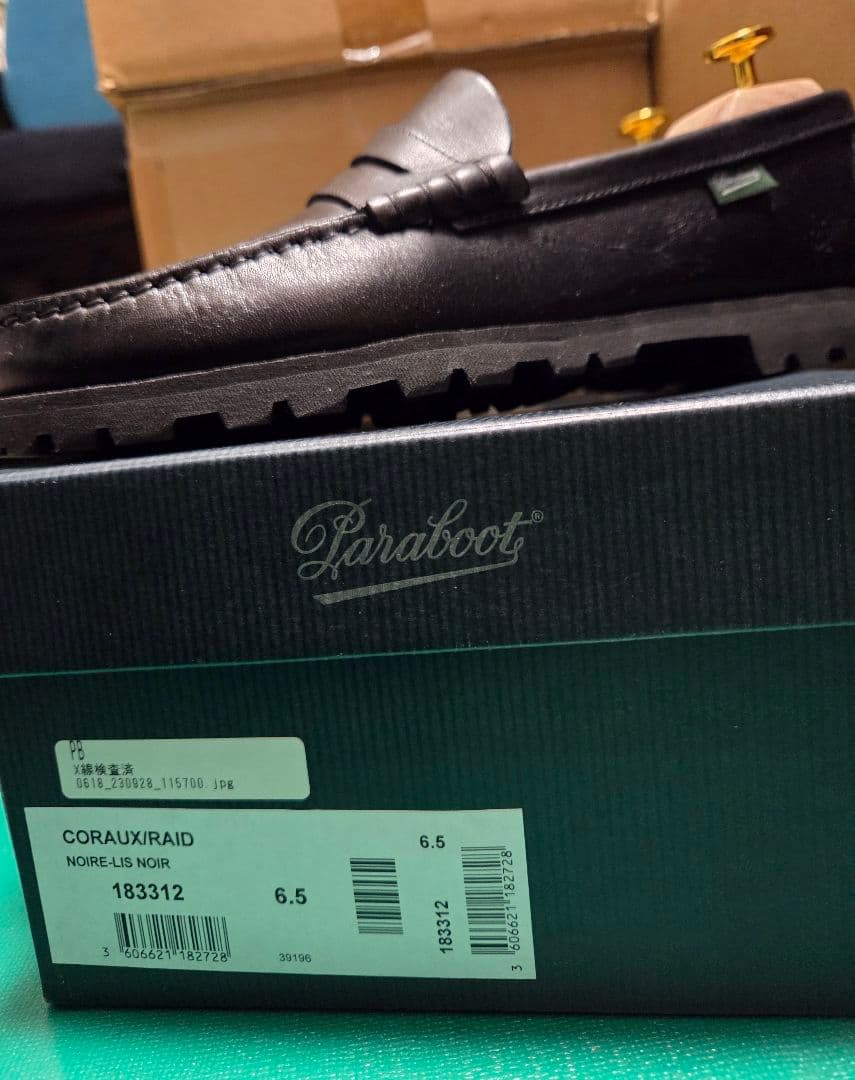 Paraboot®
PB
X線検査済
0618_230928_115700.jpg
CORAUX/RAID
NOIRE-LIS NOIR
183312
6.5
6.5
3 606621 182728
39196
183312
3 606621 182728